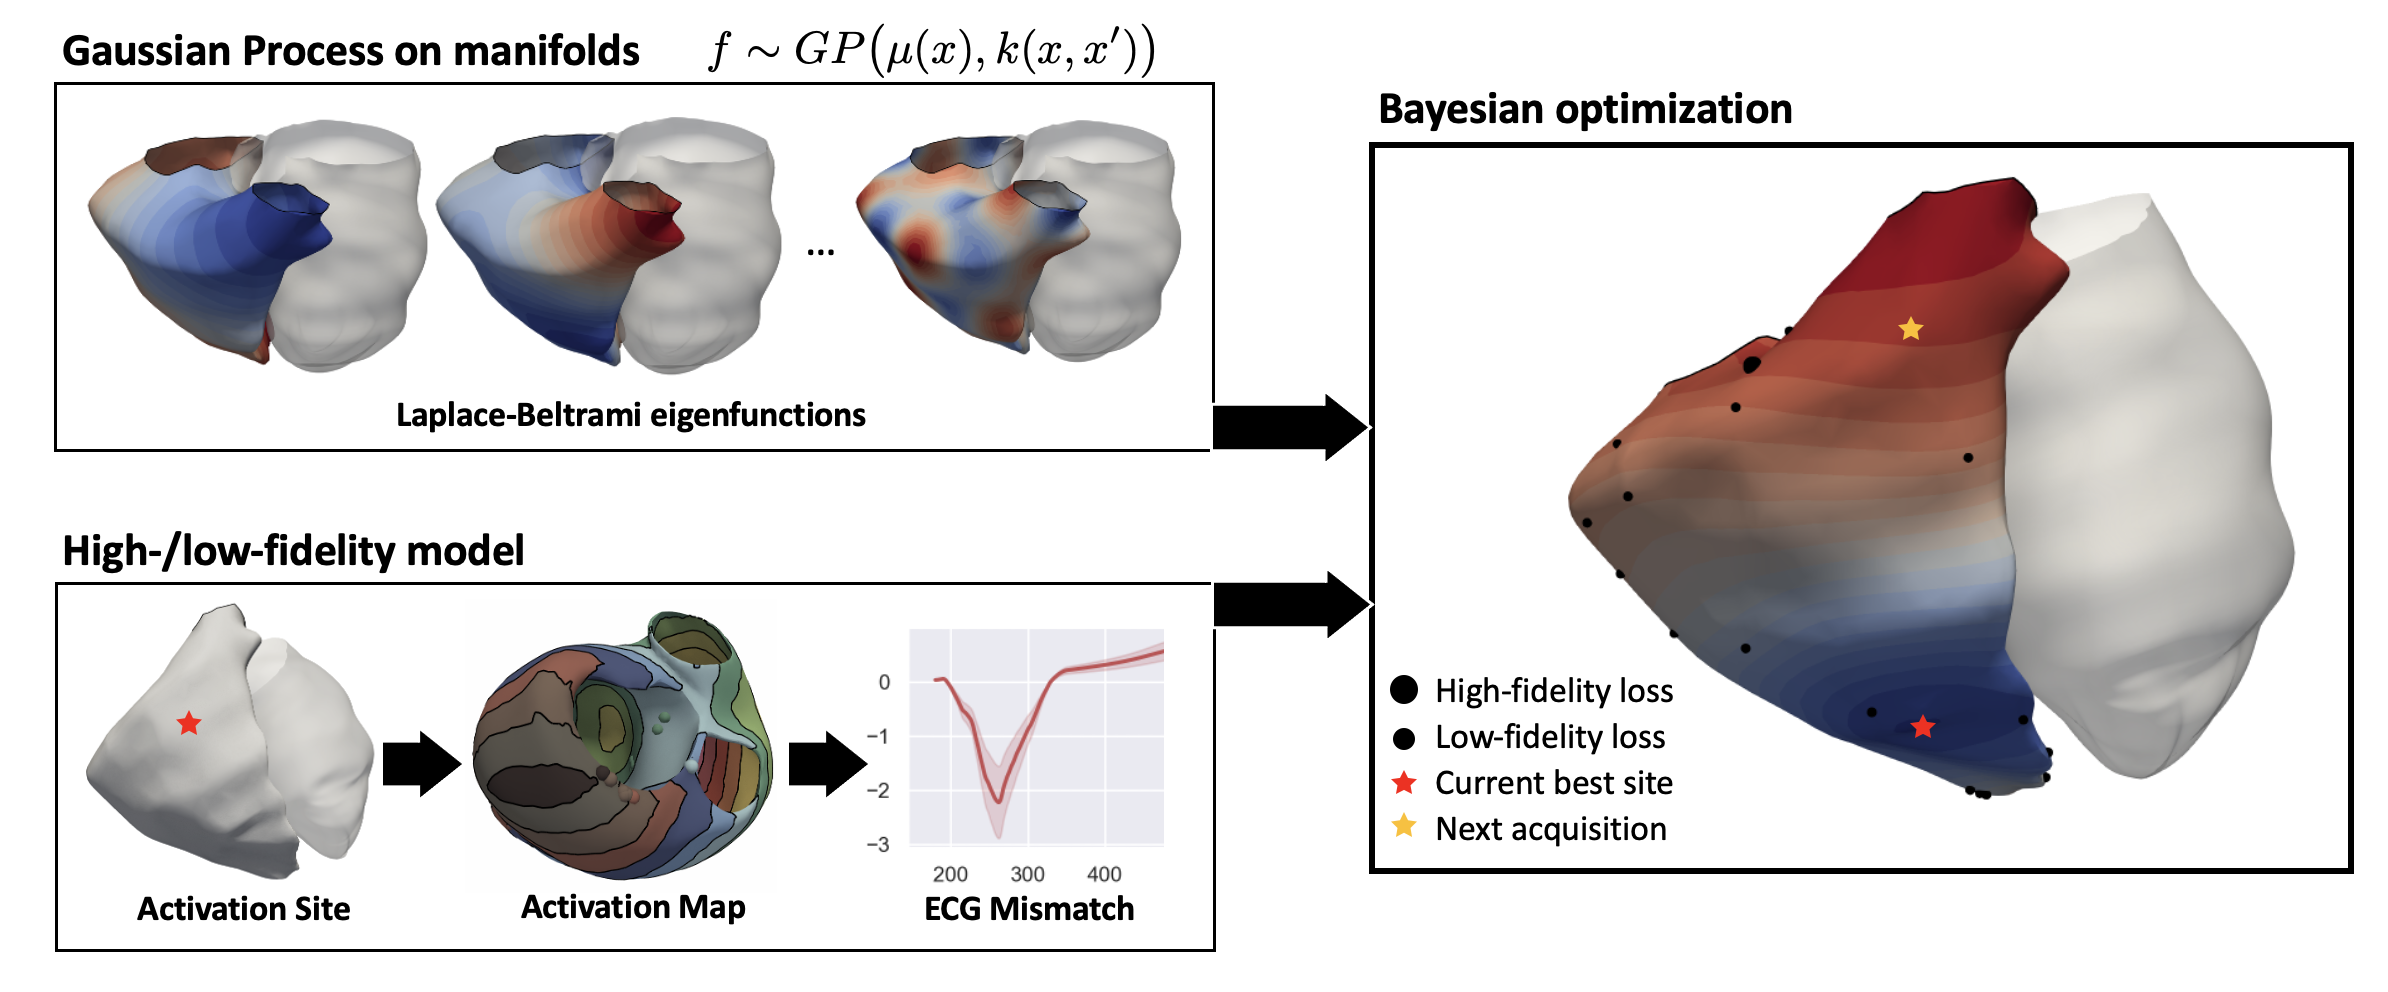 Gaussian Process on manifolds f ∼ GP(μ(x), k(x, x′))
...
Laplace-Beltrami eigenfunctions
High-/low-fidelity model
0
−1
−2
−3
200 300 400
Activation Site
Activation Map
ECG Mismatch
Bayesian optimization
High-fidelity loss
Low-fidelity loss
Current best site
Next acquisition